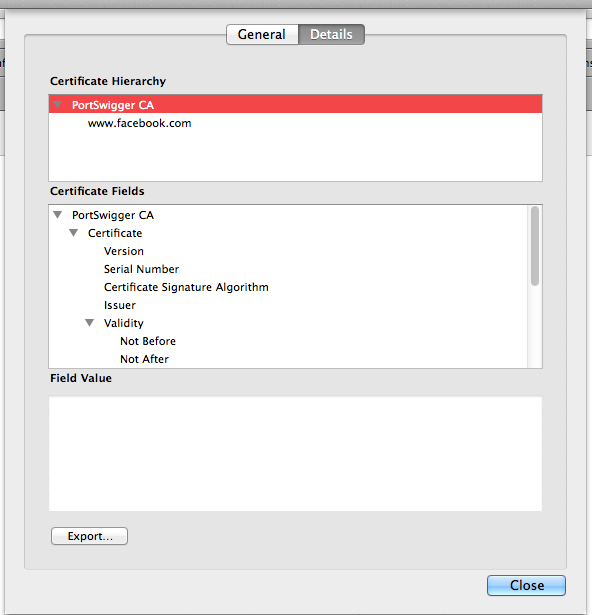 General Details
Certificate Hierarchy
PortSwigger CA
www.facebook.com
Certificate Fields
PortSwigger CA
Certificate
Version
Serial Number
Certificate Signature Algorithm
Issuer
Validity
Not Before
Not After
Field Value
Export...
Close